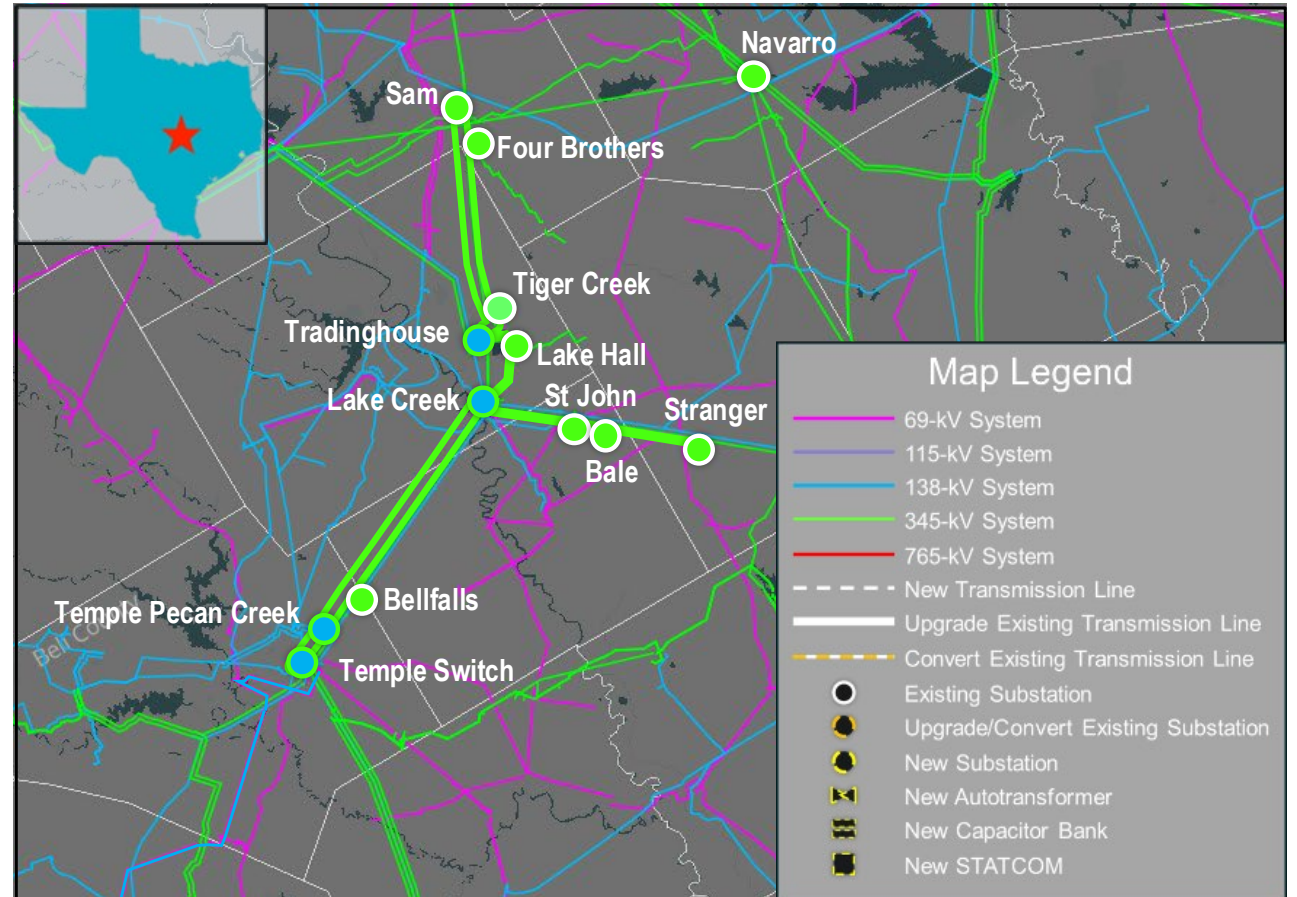 Navarro
Sam
Four Brothers
Tiger Creek
Tradinghouse
Lake Hall
Lake Creek
St John
Stranger
Bale
Bellfalls
Temple Pecan Creek
Bell County
Temple Switch
Map Legend
69-kV System
115-kV System
138-kV System
345-kV System
765-kV System
New Transmission Line
Upgrade Existing Transmission Line
Convert Existing Transmission Line
Existing Substation
Upgrade/Convert Existing Substation
New Substation
New Autotransformer
New Capacitor Bank
New STATCOM